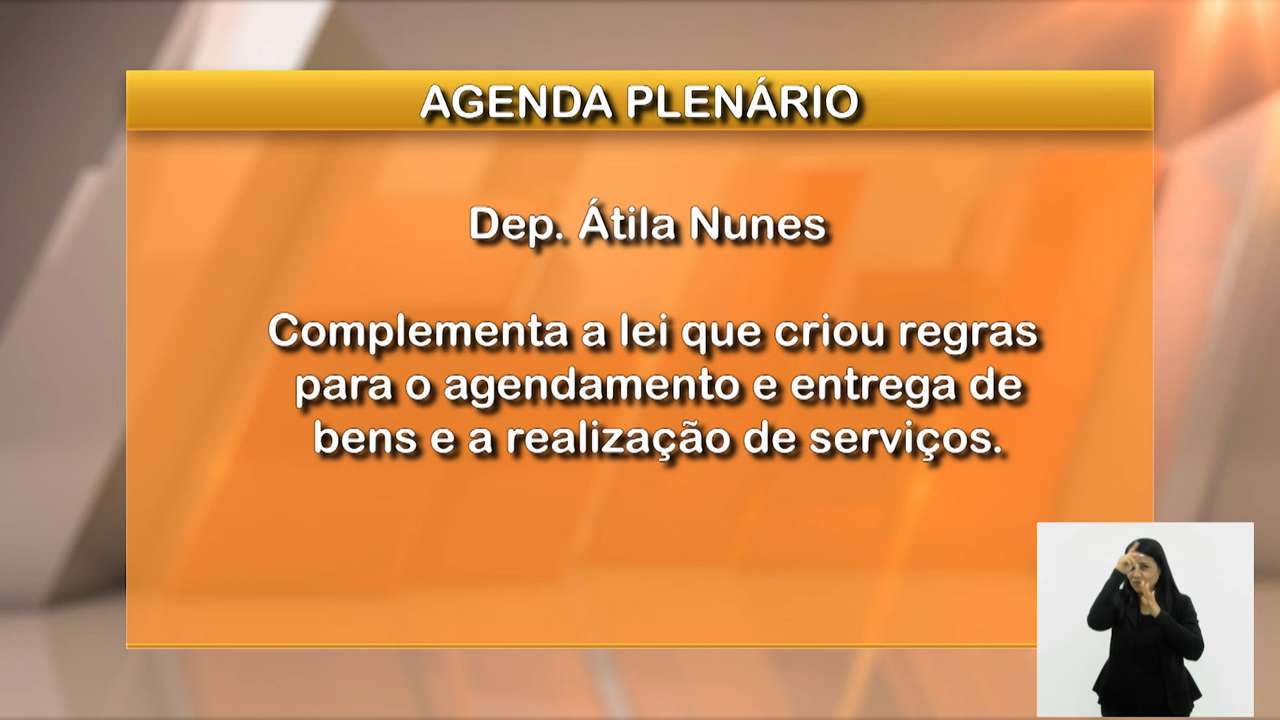 AGENDA PLENÁRIO
Dep. Átila Nunes
Complementa a lei que criou regras
para o agendamento e entrega de
bens e a realização de serviços.